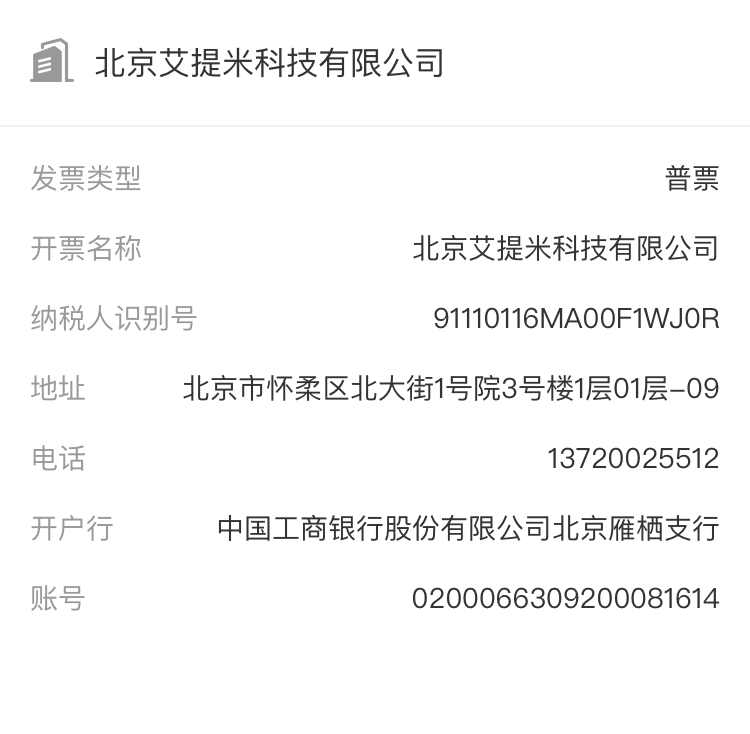 北京艾提米科技有限公司
发票类型 普票
开票名称 北京艾提米科技有限公司
纳税人识别号 91110116MA00F1WJ0R
地址 北京市怀柔区北大街1号院3号楼1层01层-09
电话 13720025512
开户行 中国工商银行股份有限公司北京雁栖支行
账号 0200066309200081614